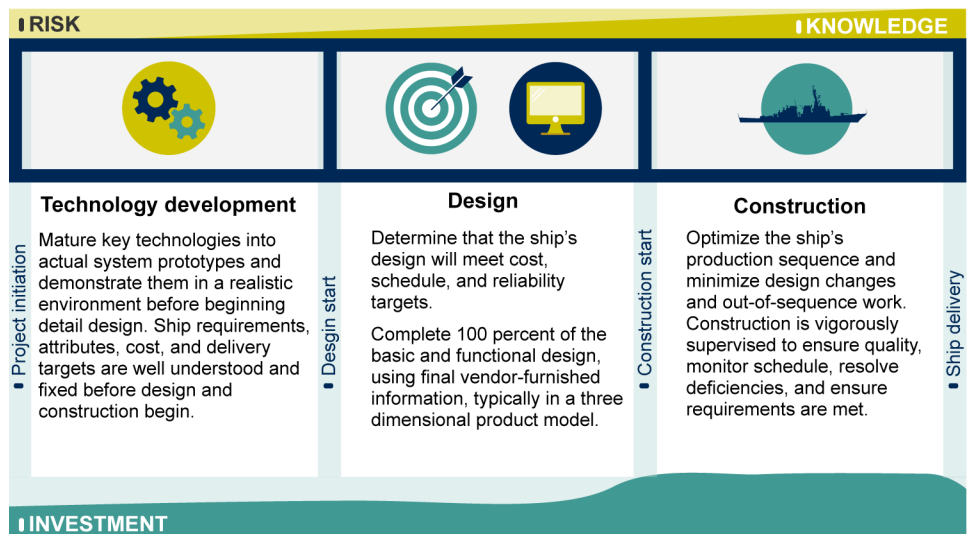 RISK
KNOWLEDGE
Project initiation
Technology development
Mature key technologies into
actual system prototypes and
demonstrate them in a realistic
environment before beginning
detail design. Ship requirements,
attributes, cost, and delivery
targets are well understood and
fixed before design and
construction begin.
Desgin start
Design
Determine that the ship's
design will meet cost,
schedule, and reliability
targets.
Complete 100 percent of the
basic and functional design,
using final vendor-furnished
information, typically in a three
dimensional product model.
Construction start
Construction
Optimize the ship's
production sequence and
minimize design changes
and out-of-sequence work.
Construction is vigorously
supervised to ensure quality,
monitor schedule, resolve
deficiencies, and ensure
requirements are met.
Ship delivery
INVESTMENT